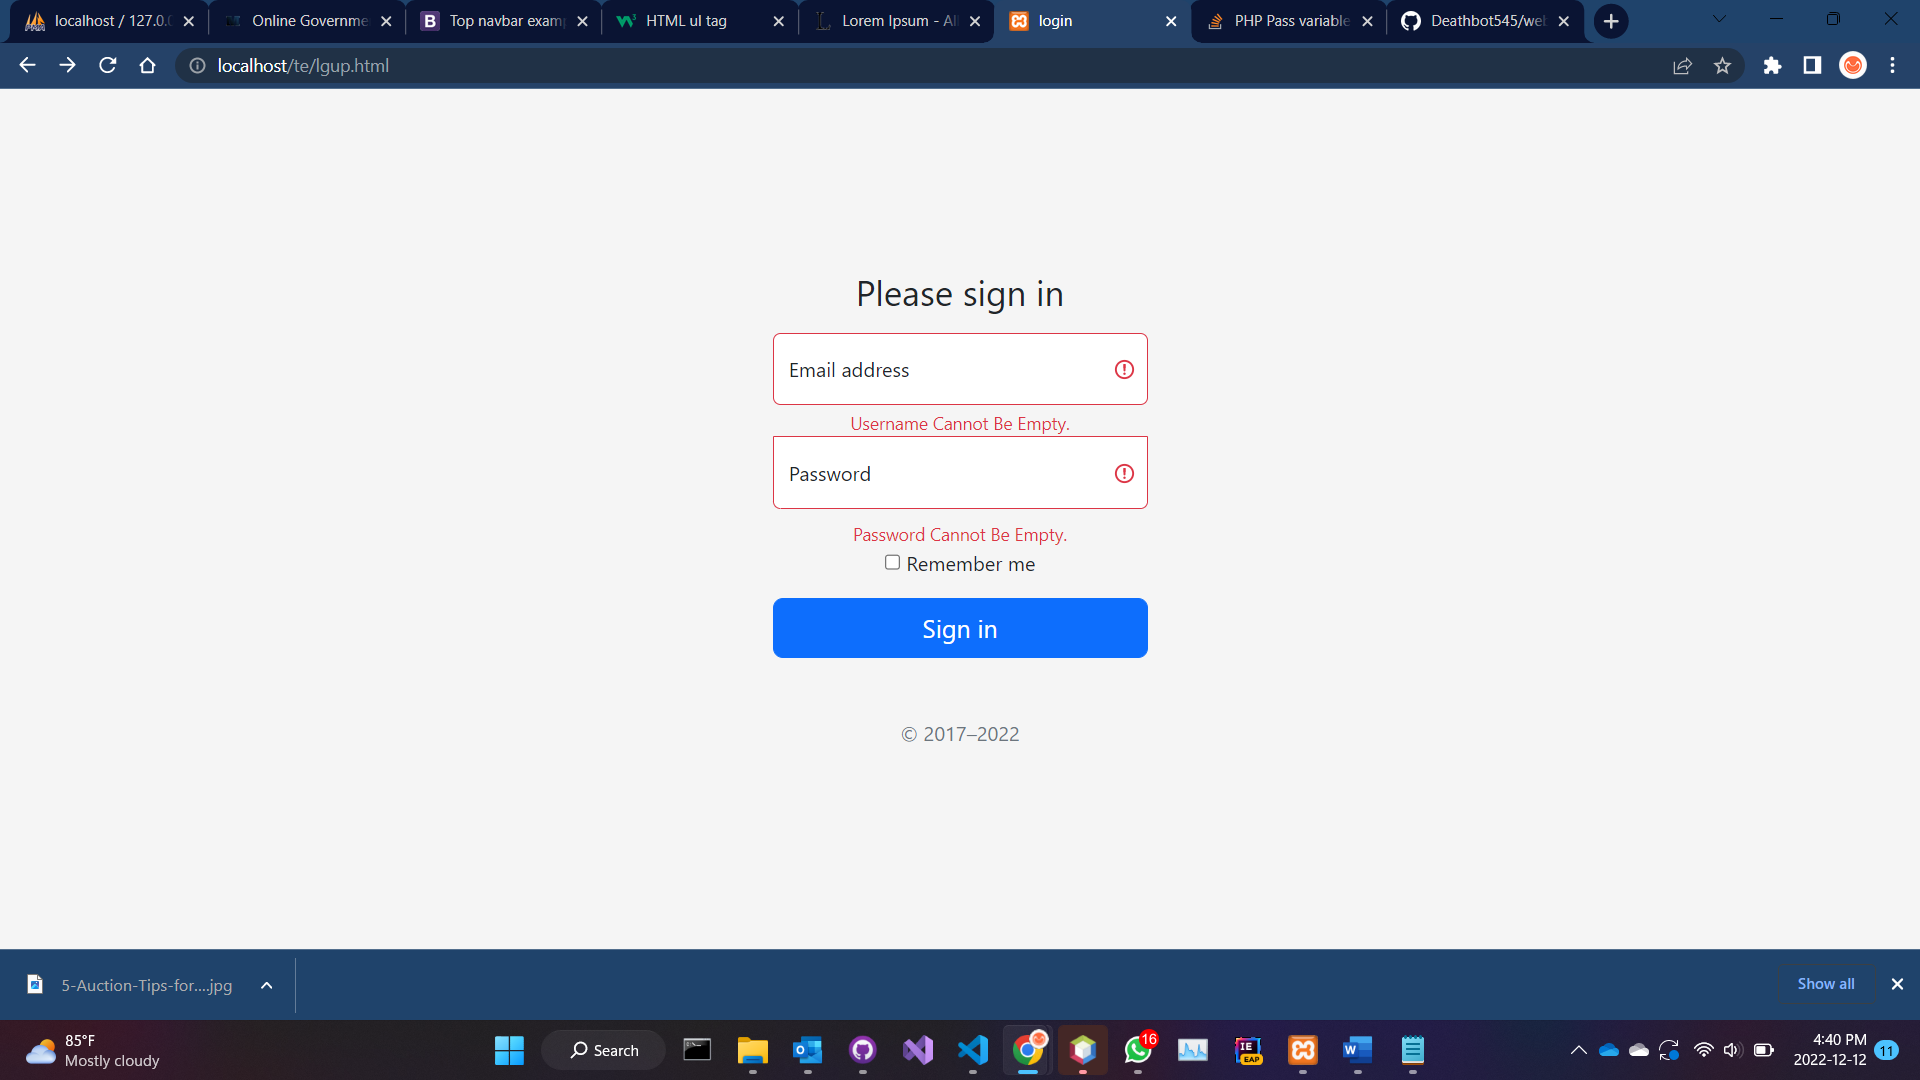 localhost / 127.0.0
Online Governme
Top navbar examp
HTML ul tag
Lorem Ipsum - All
login
PHP Pass variable
Deathbot545/web
localhost/te/lgup.html
Please sign in
Email address
Username Cannot Be Empty.
Password
Password Cannot Be Empty.
Remember me
Sign in
© 2017–2022
5-Auction-Tips-for....jpg
Show all
85°F
Mostly cloudy
Search
16
IE
EAP
4:40 PM
2022-12-12
11